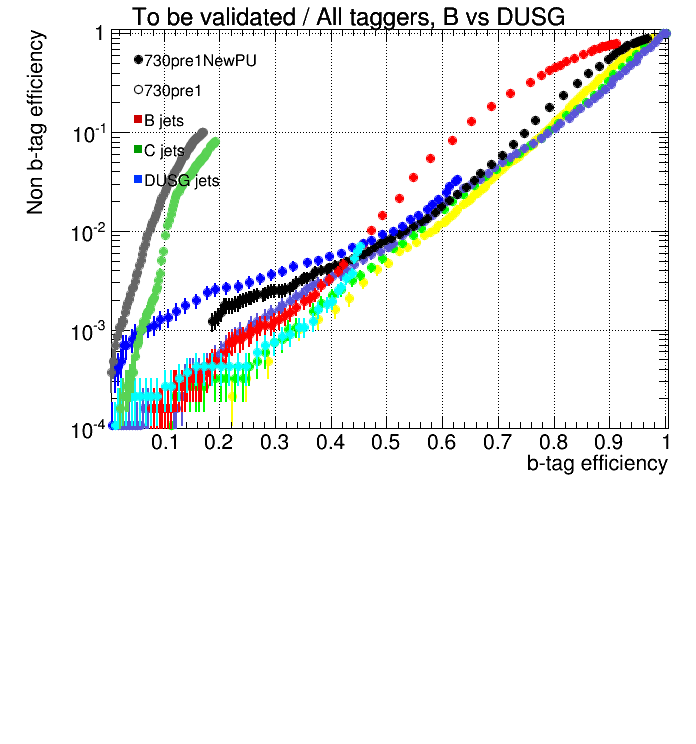 To be validated / All taggers, B vs DUSG
Non b-tag efficiency
1
10-1
10-2
10-3
10-4
730pre1NewPU
730pre1
B jets
C jets
DUSG jets
0.1 0.2 0.3 0.4 0.5 0.6 0.7 0.8 0.9 1
b-tag efficiency